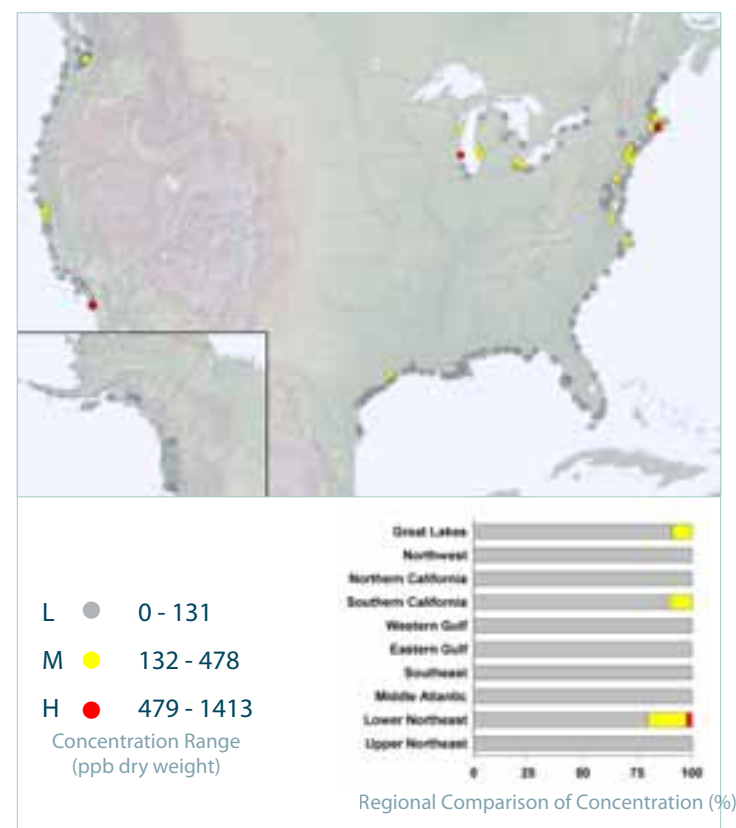 Great Lakes
Northwest
Northern California
Southern California
Western Gulf
Eastern Gulf
Southeast
Middle Atlantic
Lower Northeast
Upper Northeast
0 25 50 75 100
Regional Comparison of Concentration (%)
L 0 - 131
M 132 - 478
H 479 - 1413
Concentration Range
(ppb dry weight)